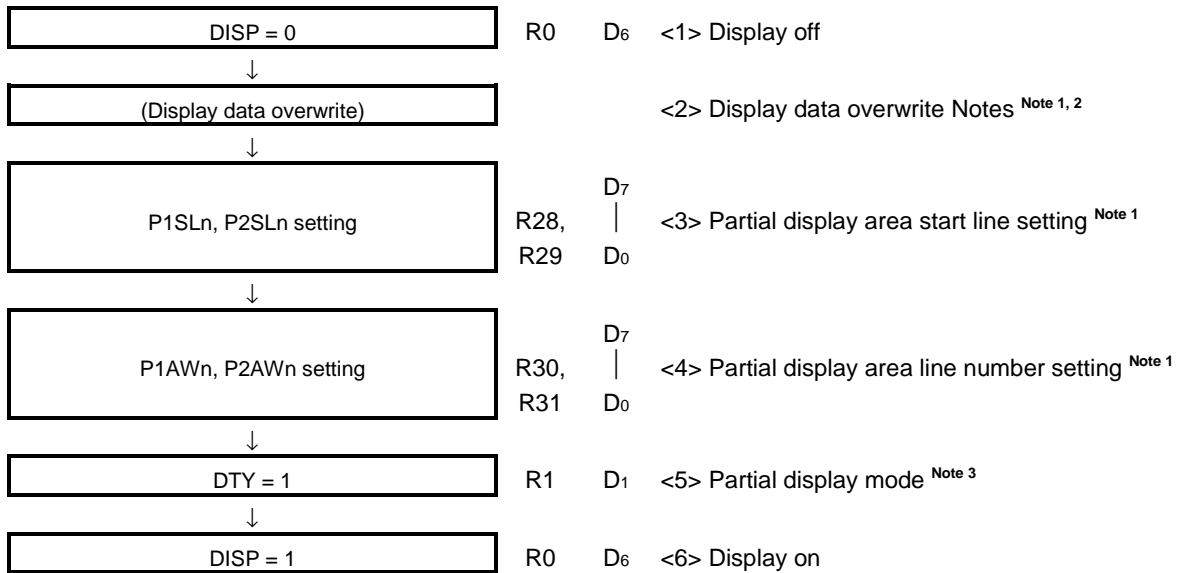 DISP = 0 R0 D6 <1> Display off
↓
(Display data overwrite) <2> Display data overwrite Notes Note 1, 2
↓
D7
P1SLn, P2SLn setting R28, | <3> Partial display area start line setting Note 1
R29 D0
↓
D7
P1AWn, P2AWn setting R30, | <4> Partial display area line number setting Note 1
R31 D0
↓
DTY = 1 R1 D1 <5> Partial display mode Note 3
↓
DISP = 1 R0 D6 <6> Display on